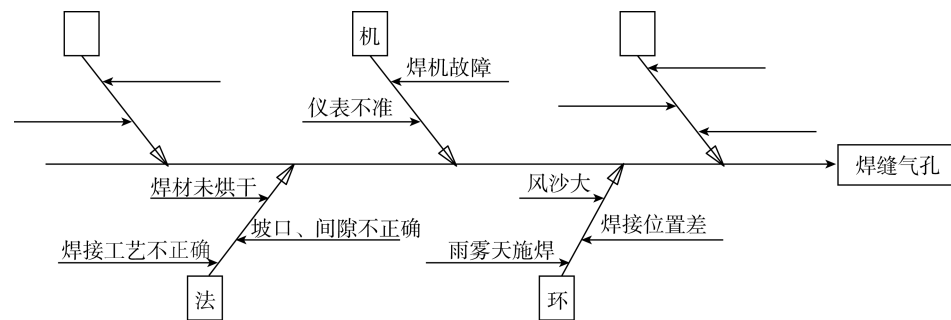 机
焊机故障
仪表不准
焊缝气孔
焊材未烘干
风沙大
坡口、间隙不正确
焊接位置差
焊接工艺不正确
雨雾天施焊
法
环